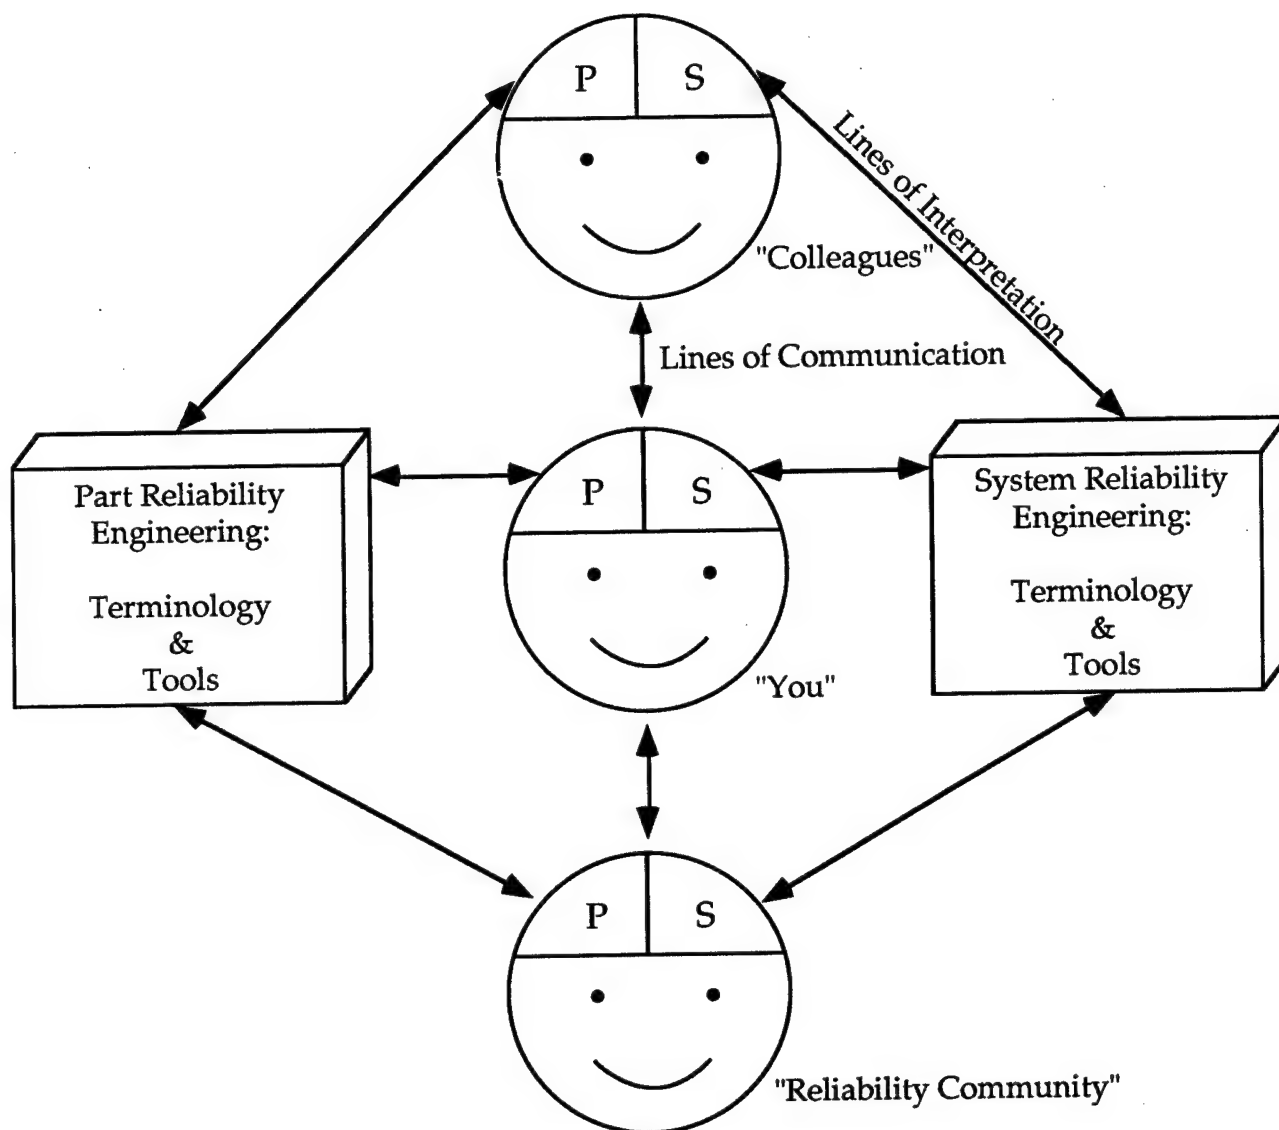 P S
"Colleagues"
Lines of Interpretation
Lines of Communication
Part Reliability
Engineering:
Terminology
&
Tools
P S
"You"
System Reliability
Engineering:
Terminology
&
Tools
P S
"Reliability Community"